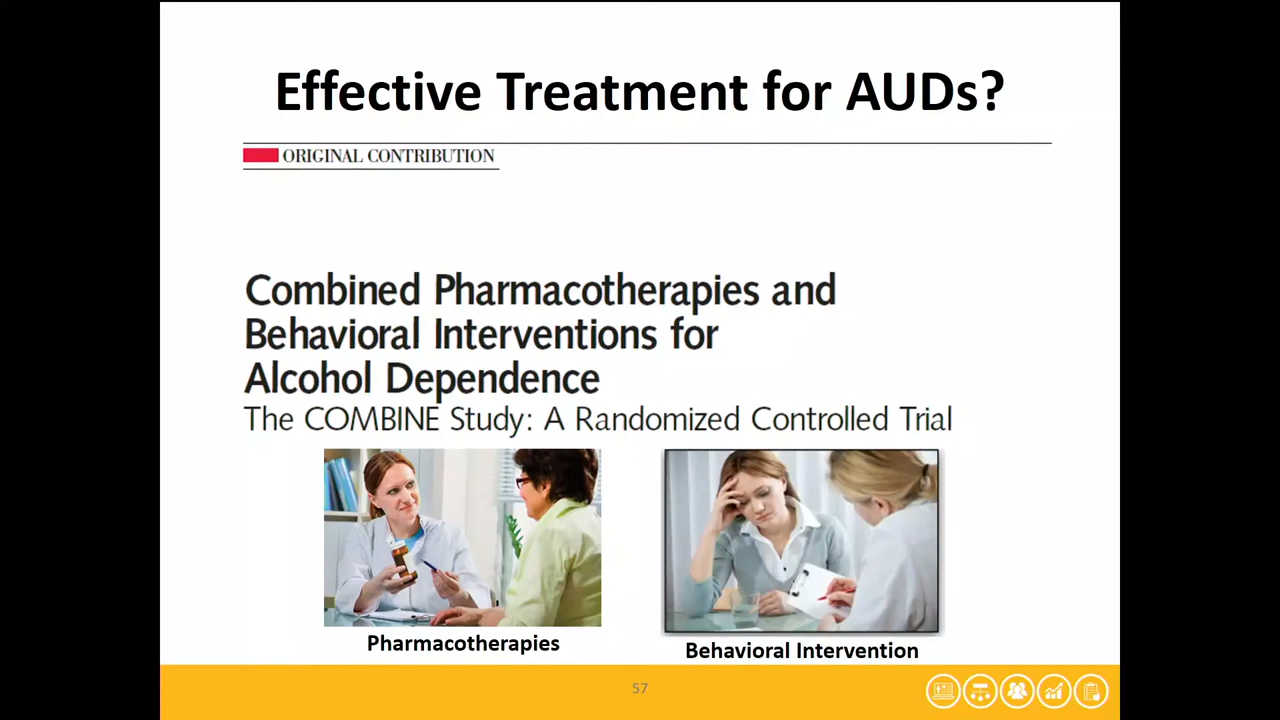 Effective Treatment for AUDs?
ORIGINAL CONTRIBUTION
Combined Pharmacotherapies and
Behavioral Interventions for
Alcohol Dependence
The COMBINE Study: A Randomized Controlled Trial
Pharmacotherapies
Behavioral Intervention
57